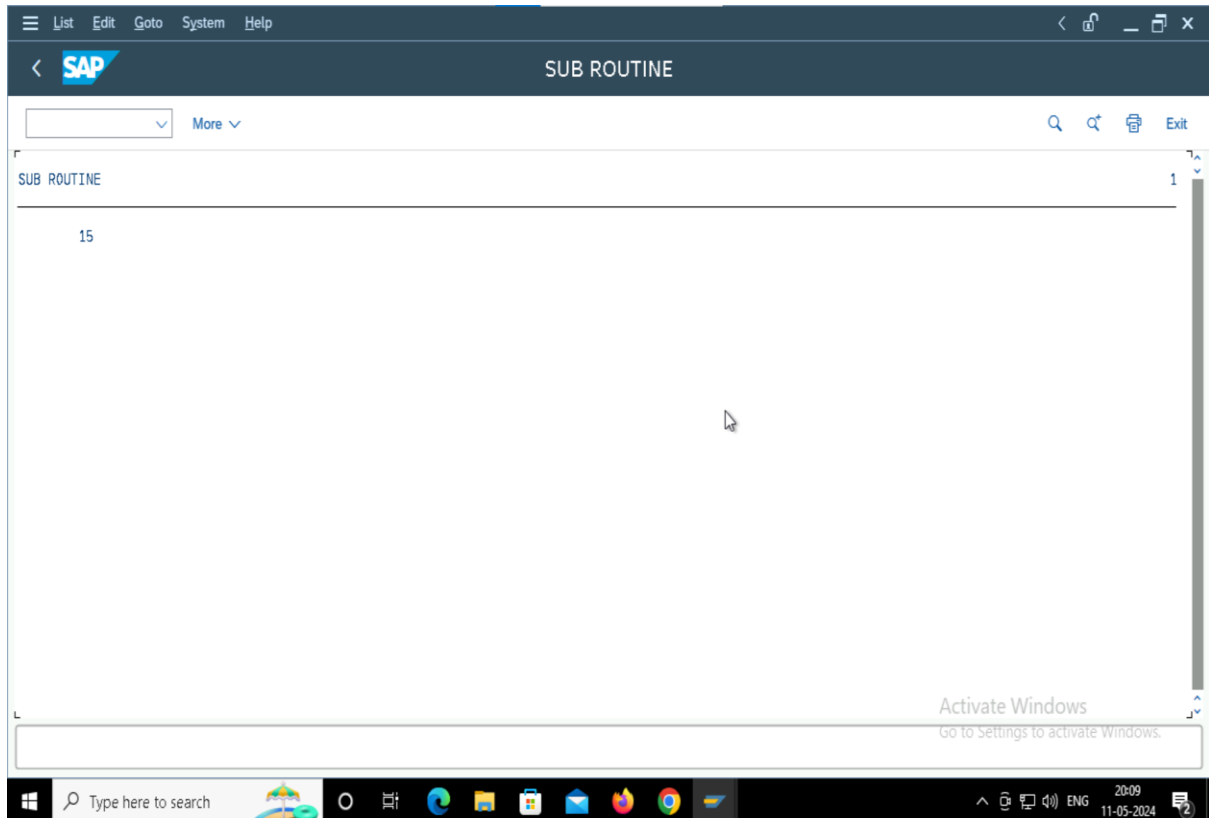 List Edit Goto System Help
SAP SUB ROUTINE
More Exit
SUB ROUTINE 1
15
Activate Windows
Go to Settings to activate Windows.
Type here to search ENG 20:09
11-05-2024 2